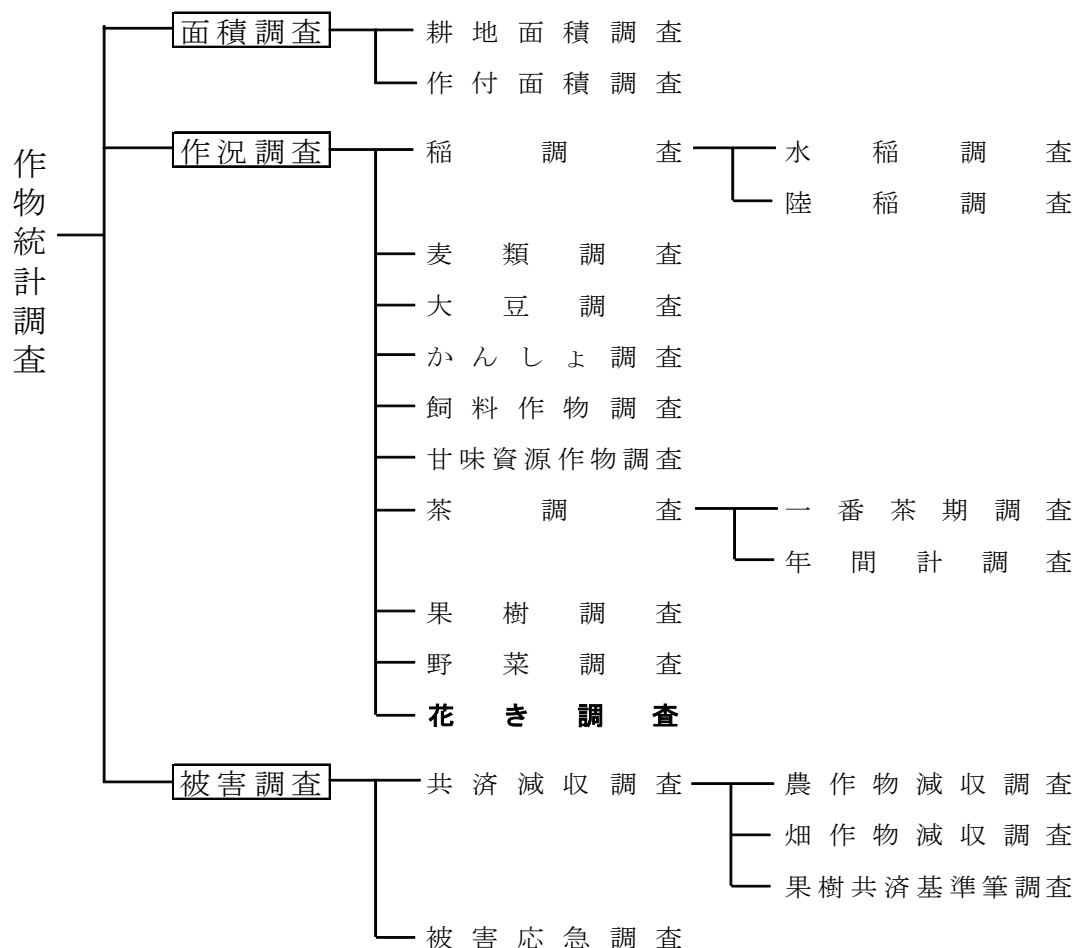 作物統計調査
面積調査
耕地面積調査
作付面積調査
作況調査
稲調査
水稲調査
陸稲調査
麦類調査
大豆調査
かんしょ調査
飼料作物調査
甘味資源作物調査
茶調査
一番茶期調査
年間計調査
果樹調査
野菜調査
花き調査
被害調査
共済減収調査
農作物減収調査
畑作物減収調査
果樹共済基準筆調査
被害応急調査